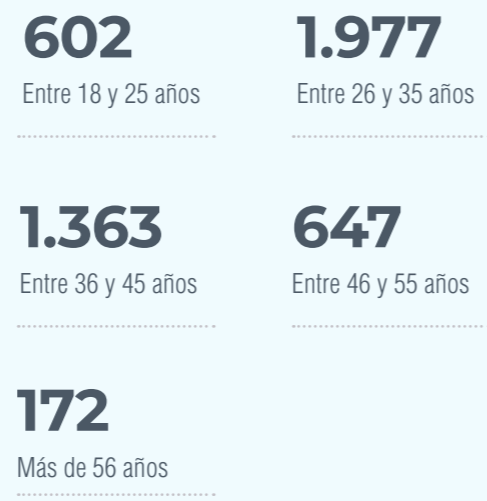 602
Entre 18 y 25 años
1.977
Entre 26 y 35 años
1.363
Entre 36 y 45 años
647
Entre 46 y 55 años
172
Más de 56 años